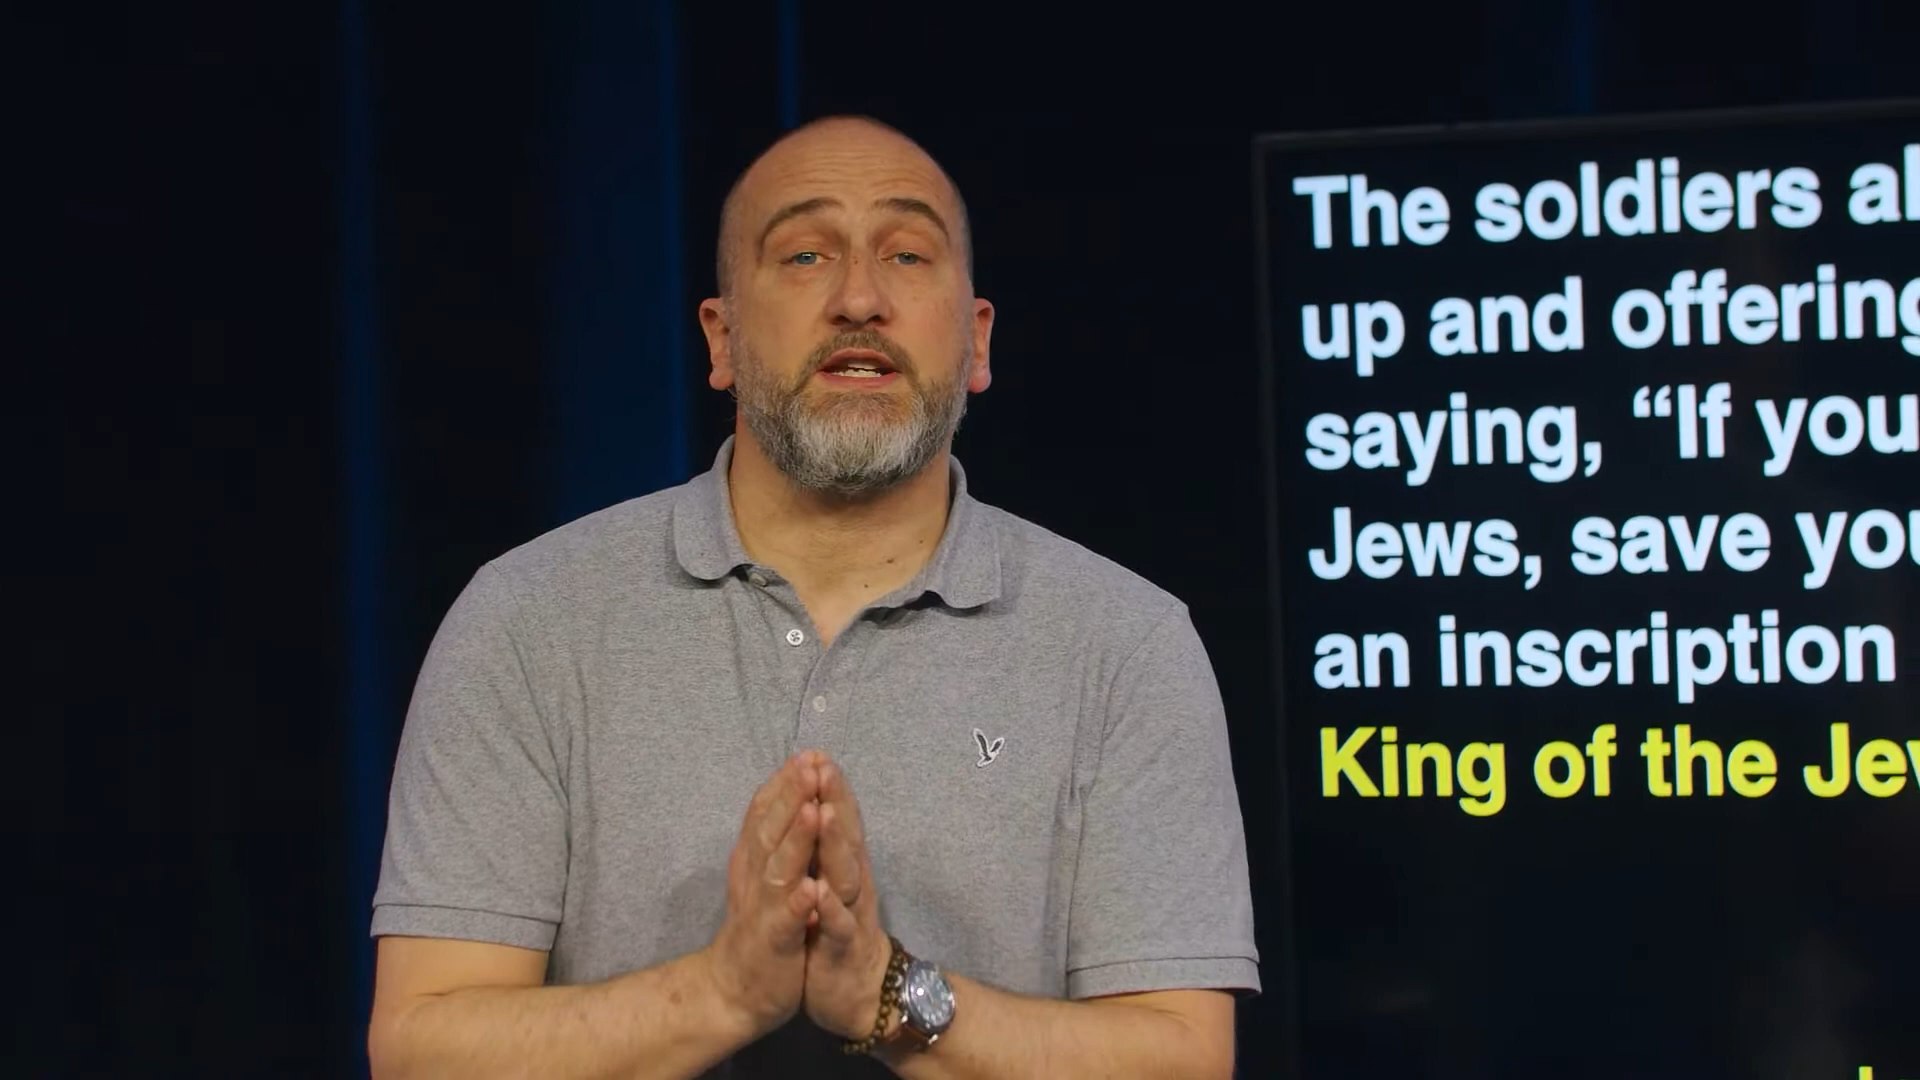 The soldiers al
up and offering
saying, “If you
Jews, save you
an inscription
King of the Jew